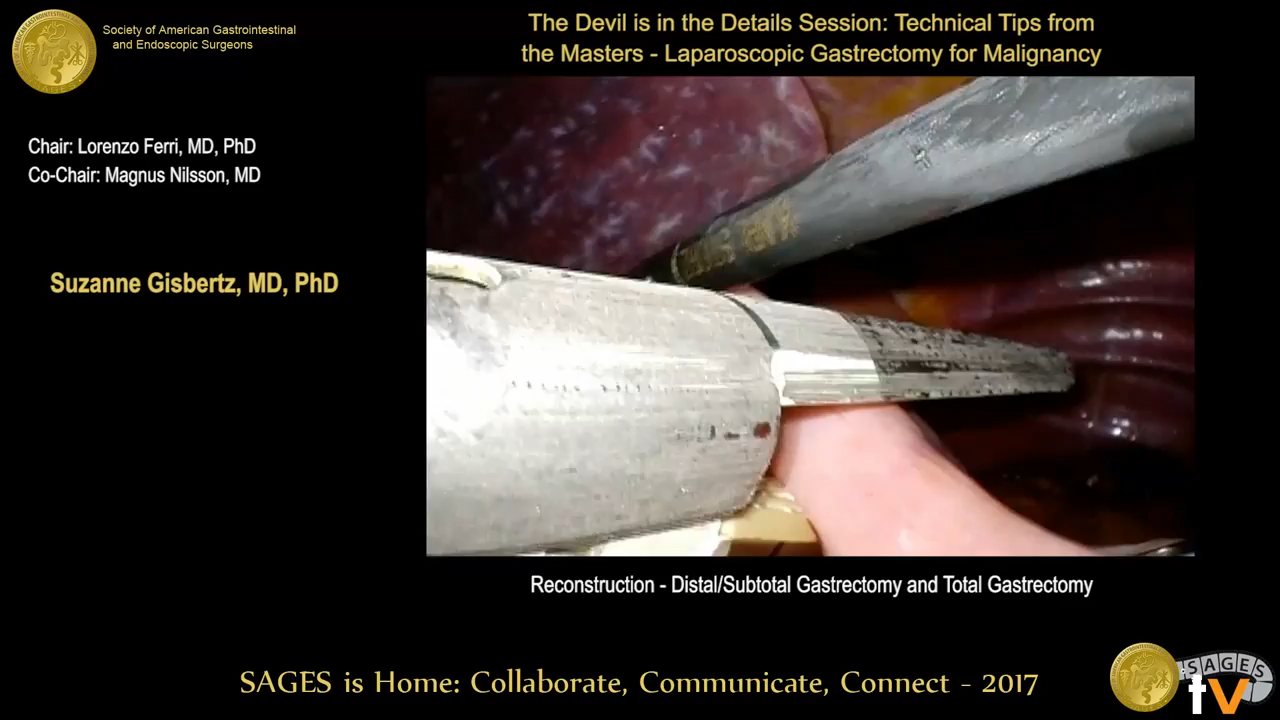 Society of American Gastrointestinal
and Endoscopic Surgeons
The Devil is in the Details Session: Technical Tips from
the Masters - Laparoscopic Gastrectomy for Malignancy
Chair: Lorenzo Ferri, MD, PhD
Co-Chair: Magnus Nilsson, MD
Suzanne Gisbertz, MD, PhD
Reconstruction - Distal/Subtotal Gastrectomy and Total Gastrectomy
SAGES is Home: Collaborate, Communicate, Connect - 2017
SAGES
tv